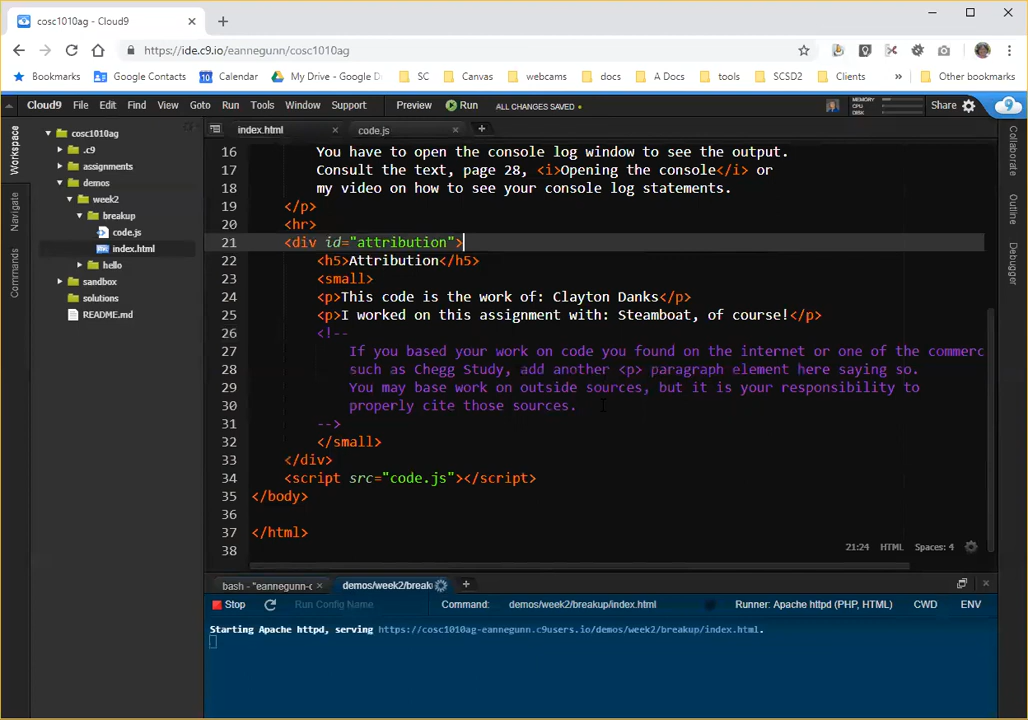 cosc1010ag - Cloud9
https://ide.c9.io/eannegunn/cosc1010ag
Bookmarks Google Contacts 10 Calendar My Drive - Google D SC Canvas webcams docs A Docs tools SCSD2 Clients » Other bookmarks
Cloud9 File Edit Find View Goto Run Tools Window Support Preview Run ALL CHANGES SAVED MEMORY CPU DISK Share
Workspace
Navigate
Commands
cosc1010ag
.c9
assignments
demos
week2
breakup
code.js
index.html
hello
sandbox
solutions
README.md
index.html code.js
16 You have to open the console log window to see the output.
17 Consult the text, page 28, <i>Opening the console</i> or
18 my video on how to see your console log statements.
19 </p>
20 <hr>
21 <div id="attribution">
22 <h5>Attribution</h5>
23 <small>
24 <p>This code is the work of: Clayton Danks</p>
25 <p>I worked on this assignment with: Steamboat, of course!</p>
26 <!--
27 If you based your work on code you found on the internet or one of the commerc
28 such as Chegg Study, add another <p> paragraph element here saying so.
29 You may base work on outside sources, but it is your responsibility to
30 properly cite those sources.
31 -->
32 </small>
33 </div>
34 <script src="code.js"></script>
35 </body>
36
37 </html>
38
21:24 HTML Spaces: 4
Collaborate
Outline
Debugger
bash - "eannegunn-c demos/week2/breaku
Stop Run Config Name Command: demos/week2/breakup/index.html Runner: Apache httpd (PHP, HTML) CWD ENV
Starting Apache httpd, serving https://cosc1010ag-eannegunn.c9users.io/demos/week2/breakup/index.html.